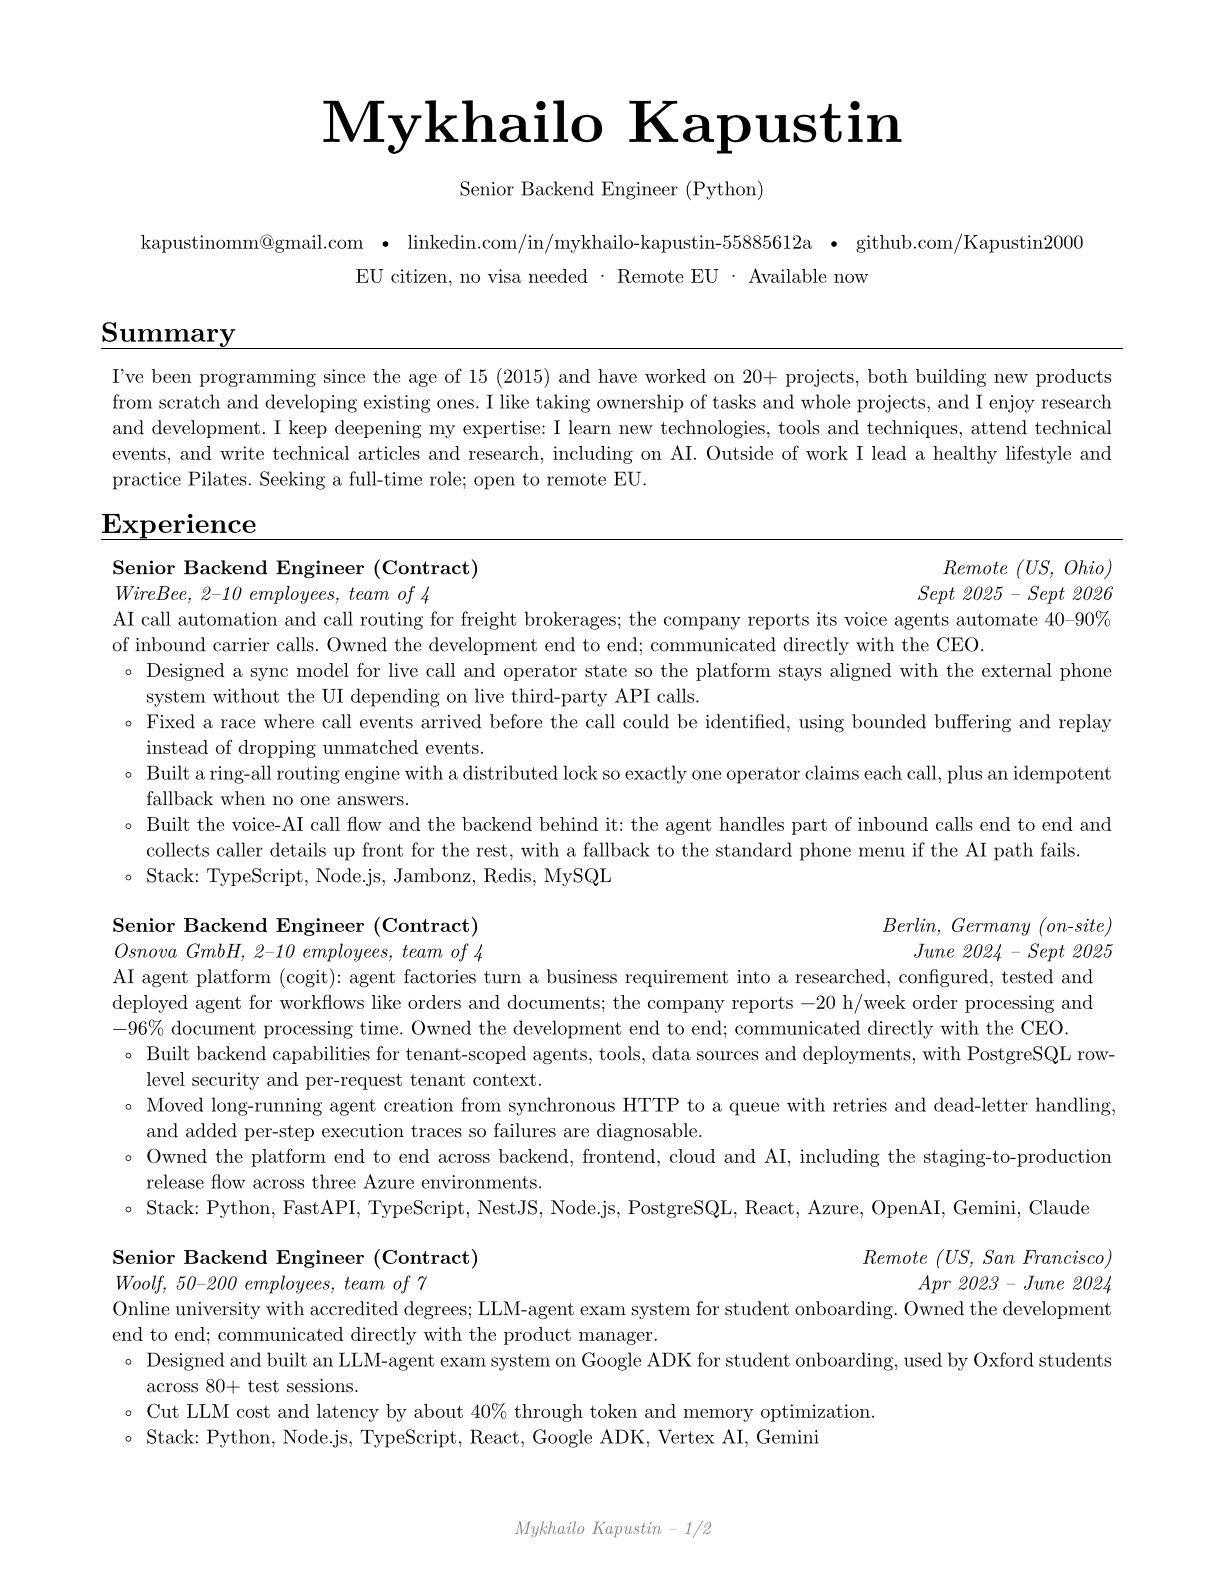 Mykhailo Kapustin
Senior Backend Engineer (Python)
kapustinomm@gmail.com • linkedin.com/in/mykhailo-kapustin-55885612a • github.com/Kapustin2000
EU citizen, no visa needed · Remote EU · Available now
Summary
I've been programming since the age of 15 (2015) and have worked on 20+ projects, both building new products
from scratch and developing existing ones. I like taking ownership of tasks and whole projects, and I enjoy research
and development. I keep deepening my expertise: I learn new technologies, tools and techniques, attend technical
events, and write technical articles and research, including on AI. Outside of work I lead a healthy lifestyle and
practice Pilates. Seeking a full-time role; open to remote EU.
Experience
Senior Backend Engineer (Contract) Remote (US, Ohio)
WireBee, 2–10 employees, team of 4 Sept 2025 – Sept 2026
AI call automation and call routing for freight brokerages; the company reports its voice agents automate 40–90%
of inbound carrier calls. Owned the development end to end; communicated directly with the CEO.
◦ Designed a sync model for live call and operator state so the platform stays aligned with the external phone
system without the UI depending on live third-party API calls.
◦ Fixed a race where call events arrived before the call could be identified, using bounded buffering and replay
instead of dropping unmatched events.
◦ Built a ring-all routing engine with a distributed lock so exactly one operator claims each call, plus an idempotent
fallback when no one answers.
◦ Built the voice-AI call flow and the backend behind it: the agent handles part of inbound calls end to end and
collects caller details up front for the rest, with a fallback to the standard phone menu if the AI path fails.
◦ Stack: TypeScript, Node.js, Jambonz, Redis, MySQL
Senior Backend Engineer (Contract) Berlin, Germany (on-site)
Osnova GmbH, 2–10 employees, team of 4 June 2024 – Sept 2025
AI agent platform (cogit): agent factories turn a business requirement into a researched, configured, tested and
deployed agent for workflows like orders and documents; the company reports −20 h/week order processing and
−96% document processing time. Owned the development end to end; communicated directly with the CEO.
◦ Built backend capabilities for tenant-scoped agents, tools, data sources and deployments, with PostgreSQL row-
level security and per-request tenant context.
◦ Moved long-running agent creation from synchronous HTTP to a queue with retries and dead-letter handling,
and added per-step execution traces so failures are diagnosable.
◦ Owned the platform end to end across backend, frontend, cloud and AI, including the staging-to-production
release flow across three Azure environments.
◦ Stack: Python, FastAPI, TypeScript, NestJS, Node.js, PostgreSQL, React, Azure, OpenAI, Gemini, Claude
Senior Backend Engineer (Contract) Remote (US, San Francisco)
Woolf, 50–200 employees, team of 7 Apr 2023 – June 2024
Online university with accredited degrees; LLM-agent exam system for student onboarding. Owned the development
end to end; communicated directly with the product manager.
◦ Designed and built an LLM-agent exam system on Google ADK for student onboarding, used by Oxford students
across 80+ test sessions.
◦ Cut LLM cost and latency by about 40% through token and memory optimization.
◦ Stack: Python, Node.js, TypeScript, React, Google ADK, Vertex AI, Gemini
Mykhailo Kapustin – 1/2